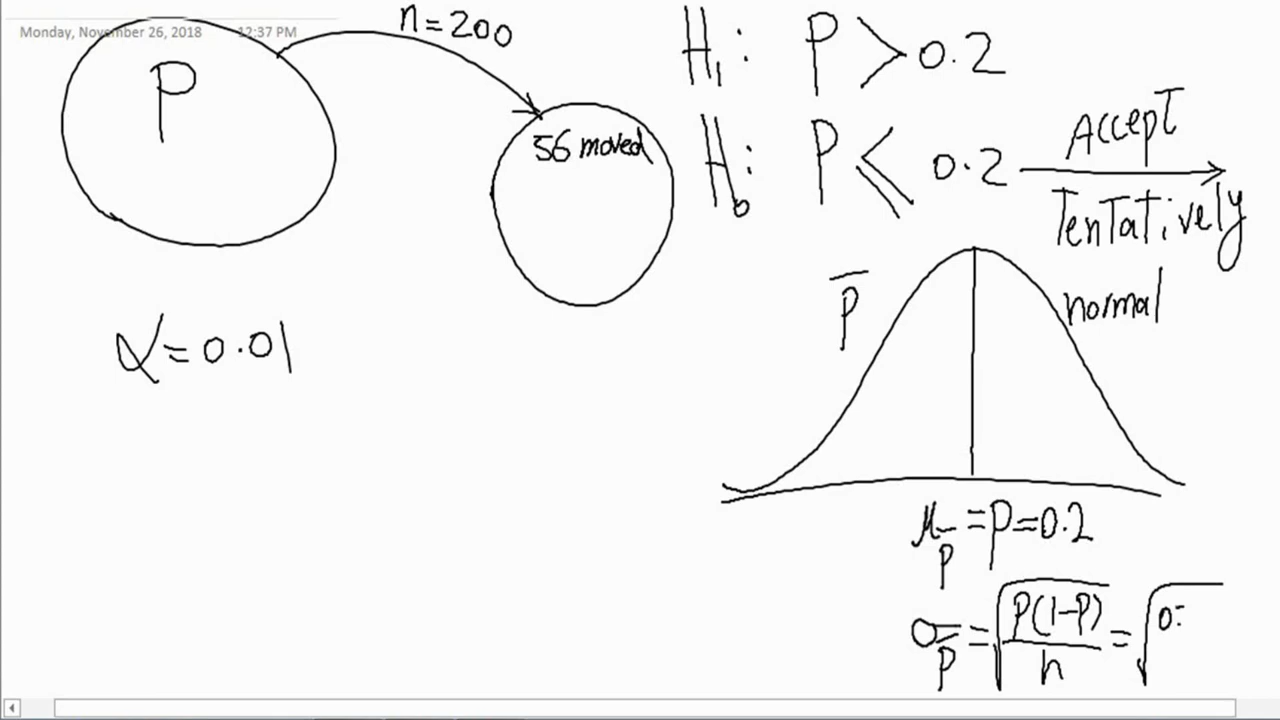 Monday, November 26, 2018 12:37 PM
n=200
P
56 moved
H₁: P > 0.2
H₀: P ≤ 0.2
Accept
Tentatively
α=0.01
p̅
normal
μp̅ = P = 0.2
σp̅ = √(P(1-P)/n) = √0.